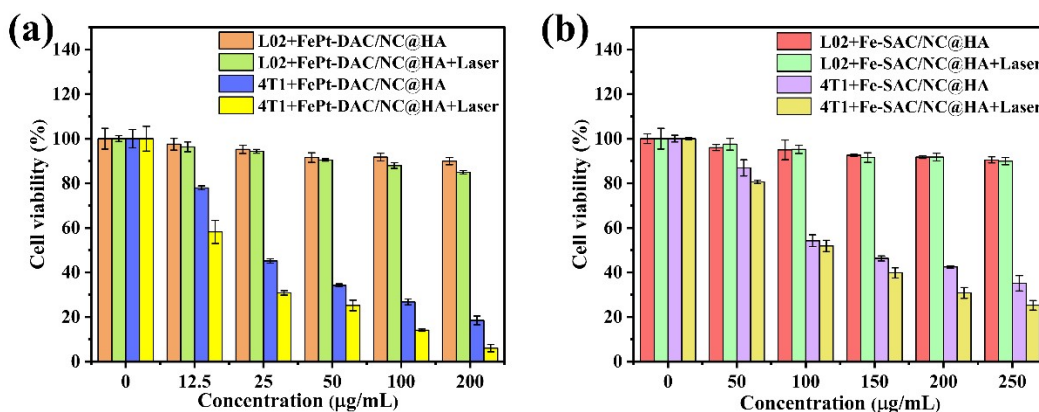 (a)
L02+FePt-DAC/NC@HA
L02+FePt-DAC/NC@HA+Laser
4T1+FePt-DAC/NC@HA
4T1+FePt-DAC/NC@HA+Laser
Cell viability (%)
140
120
100
80
60
40
20
0
0 12.5 25 50 100 200
Concentration (μg/mL)
(b)
L02+Fe-SAC/NC@HA
L02+Fe-SAC/NC@HA+Laser
4T1+Fe-SAC/NC@HA
4T1+Fe-SAC/NC@HA+Laser
Cell viability (%)
140
120
100
80
60
40
20
0
0 50 100 150 200 250
Concentration (μg/mL)